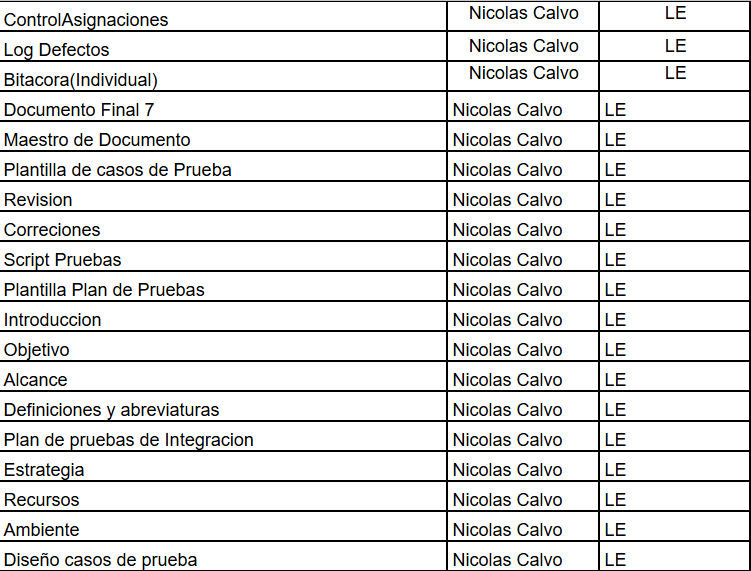 ControlAsignaciones Nicolas Calvo LE
Log Defectos Nicolas Calvo LE
Bitacora(Individual) Nicolas Calvo LE
Documento Final 7 Nicolas Calvo LE
Maestro de Documento Nicolas Calvo LE
Plantilla de casos de Prueba Nicolas Calvo LE
Revision Nicolas Calvo LE
Correciones Nicolas Calvo LE
Script Pruebas Nicolas Calvo LE
Plantilla Plan de Pruebas Nicolas Calvo LE
Introduccion Nicolas Calvo LE
Objetivo Nicolas Calvo LE
Alcance Nicolas Calvo LE
Definiciones y abreviaturas Nicolas Calvo LE
Plan de pruebas de Integracion Nicolas Calvo LE
Estrategia Nicolas Calvo LE
Recursos Nicolas Calvo LE
Ambiente Nicolas Calvo LE
Diseño casos de prueba Nicolas Calvo LE